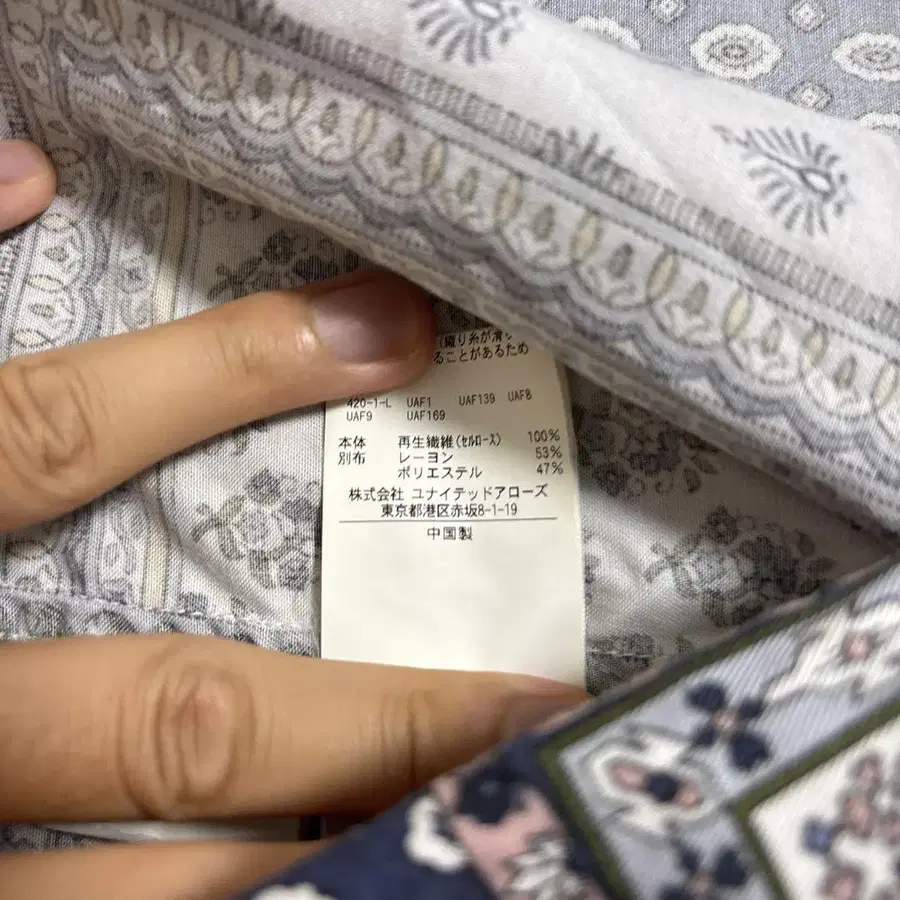 (織り糸が滑り
ることがあるため
420-1-L UAF1 UAF139 UAF8
UAF9 UAF169
本体 再生繊維(セルロース) 100%
別布 レーヨン 53%
ポリエステル 47%
株式会社 ユナイテッドアローズ
東京都港区赤坂8-1-19
中国製